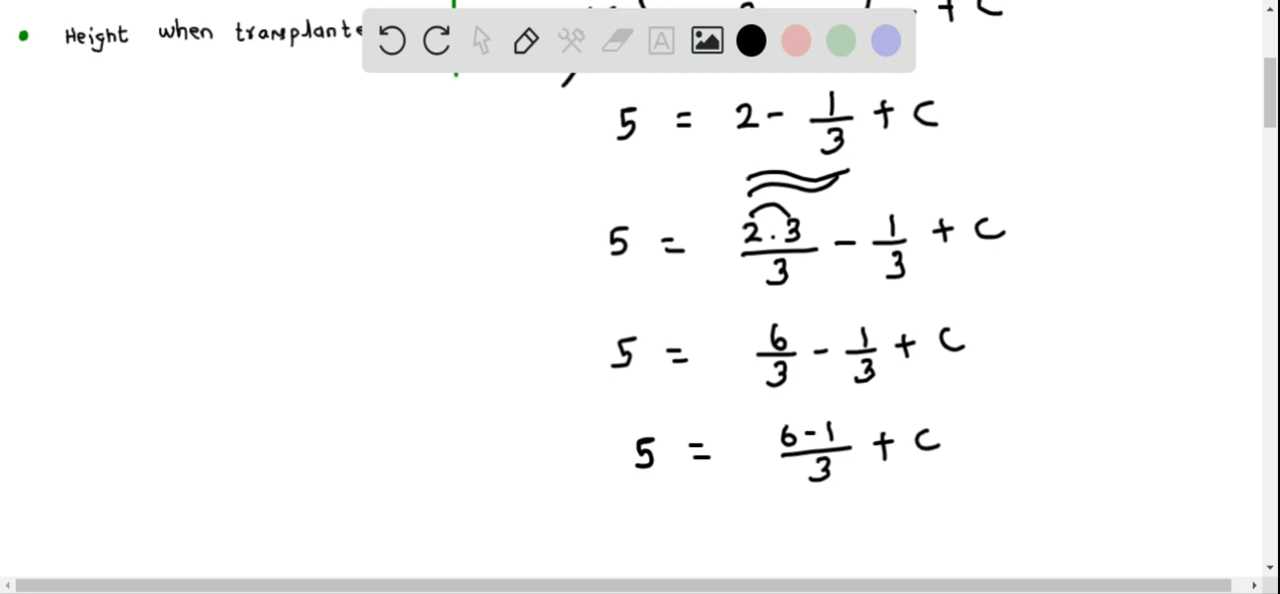 + C
• Height when transplante
5 = 2 - 1/3 + C
5 = 2.3/3 - 1/3 + C
5 = 6/3 - 1/3 + C
5 = 6-1/3 + C